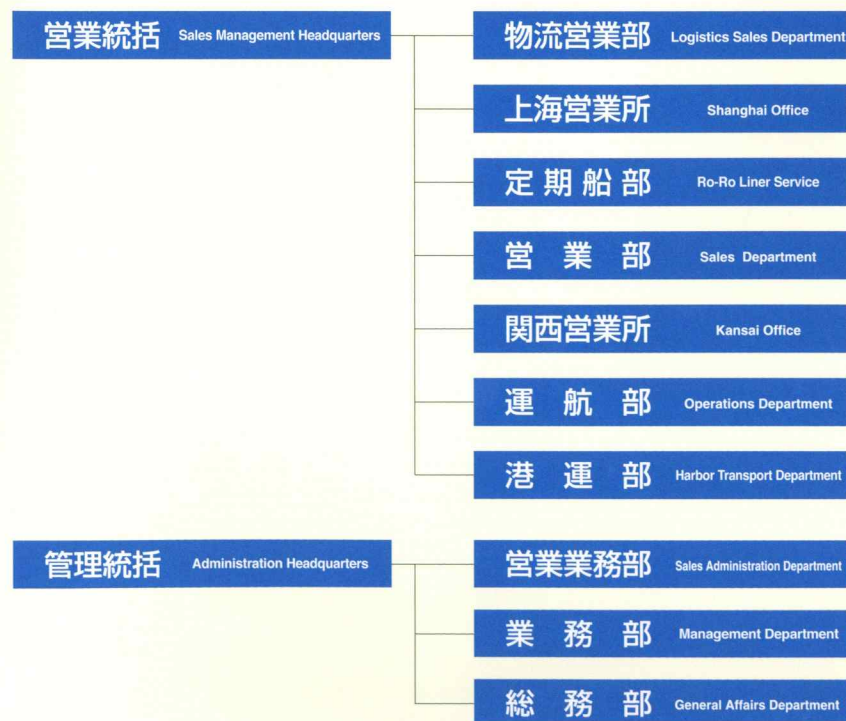 営業統括 Sales Management Headquarters
物流営業部 Logistics Sales Department
上海営業所 Shanghai Office
定期船部 Ro-Ro Liner Service
営業部 Sales Department
関西営業所 Kansai Office
運航部 Operations Department
港運部 Harbor Transport Department
管理統括 Administration Headquarters
営業業務部 Sales Administration Department
業務部 Management Department
総務部 General Affairs Department